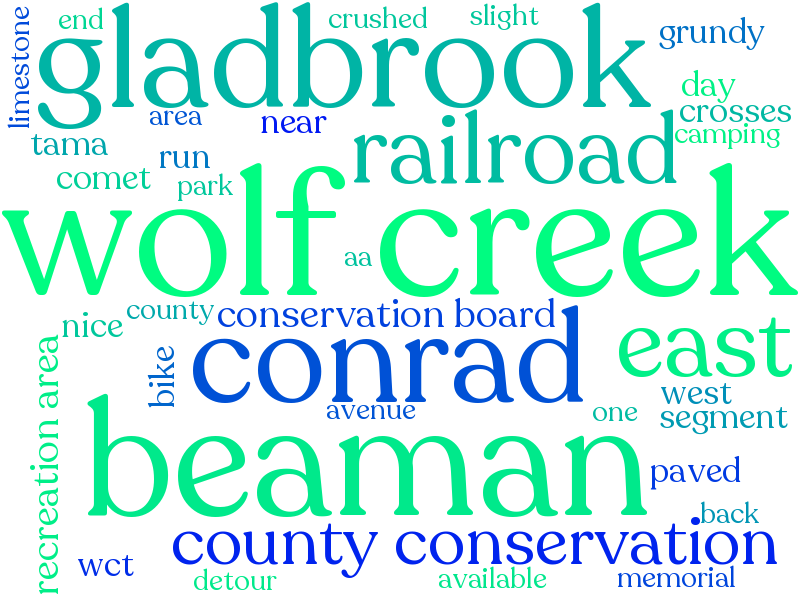 end
crushed
slight
limestone
gladbrook
grundy
day
area
near
crosses
tama
railroad
camping
run
comet
park
wolf creek
aa
county
conservation board
nice
conrad
east
recreation area
bike
west
avenue
one
segment
beaman
paved
back
county conservation
wct
detour
available
memorial